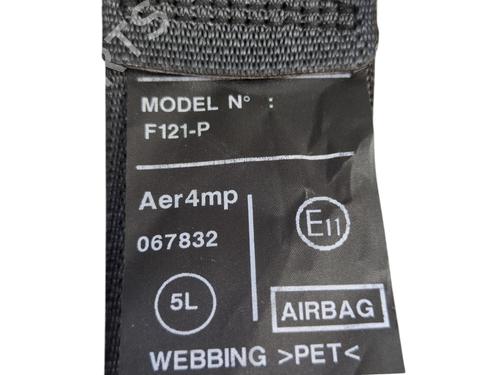 MODEL N° :
F121-P
Aer4mp
067832
E11
5L
AIRBAG
WEBBING >PET<